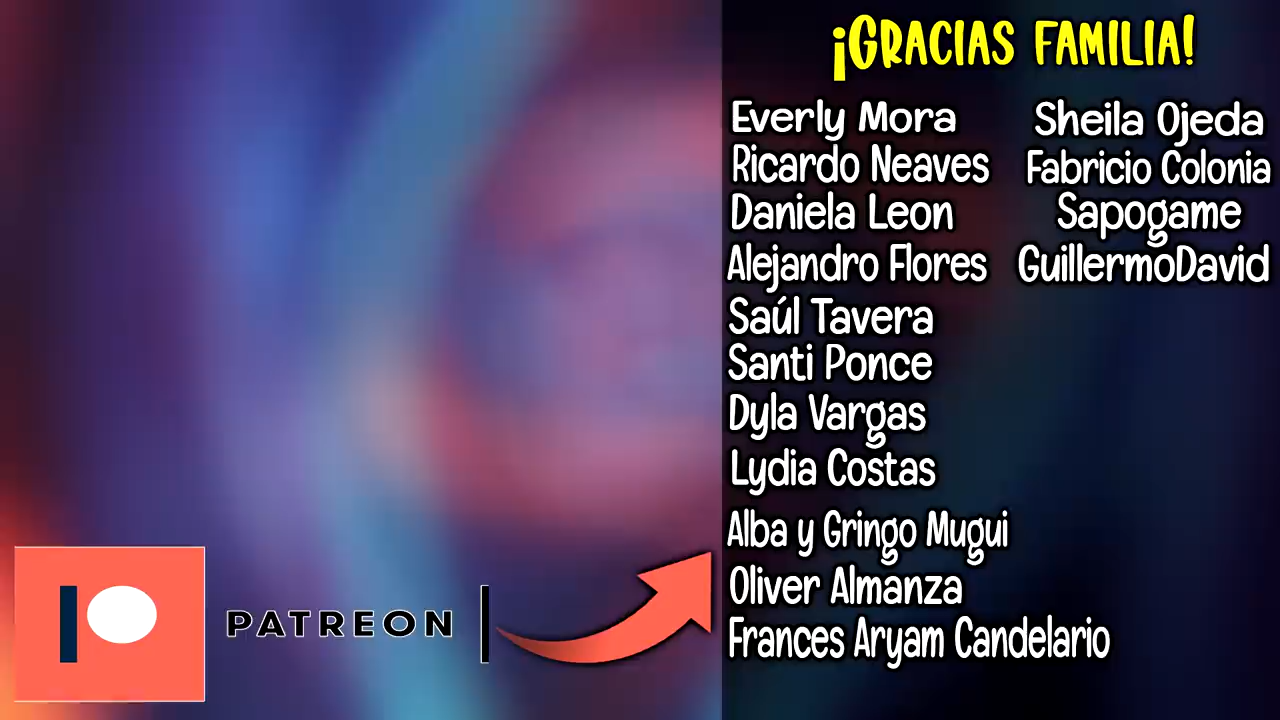 ¡GRACIAS FAMILIA!
Everly Mora
Ricardo Neaves
Daniela Leon
Alejandro Flores
Saúl Tavera
Santi Ponce
Dyla Vargas
Lydia Costas
Alba y Gringo Mugui
Oliver Almanza
Frances Aryam Candelario
Sheila Ojeda
Fabricio Colonia
Sapogame
GuillermoDavid
PATREON